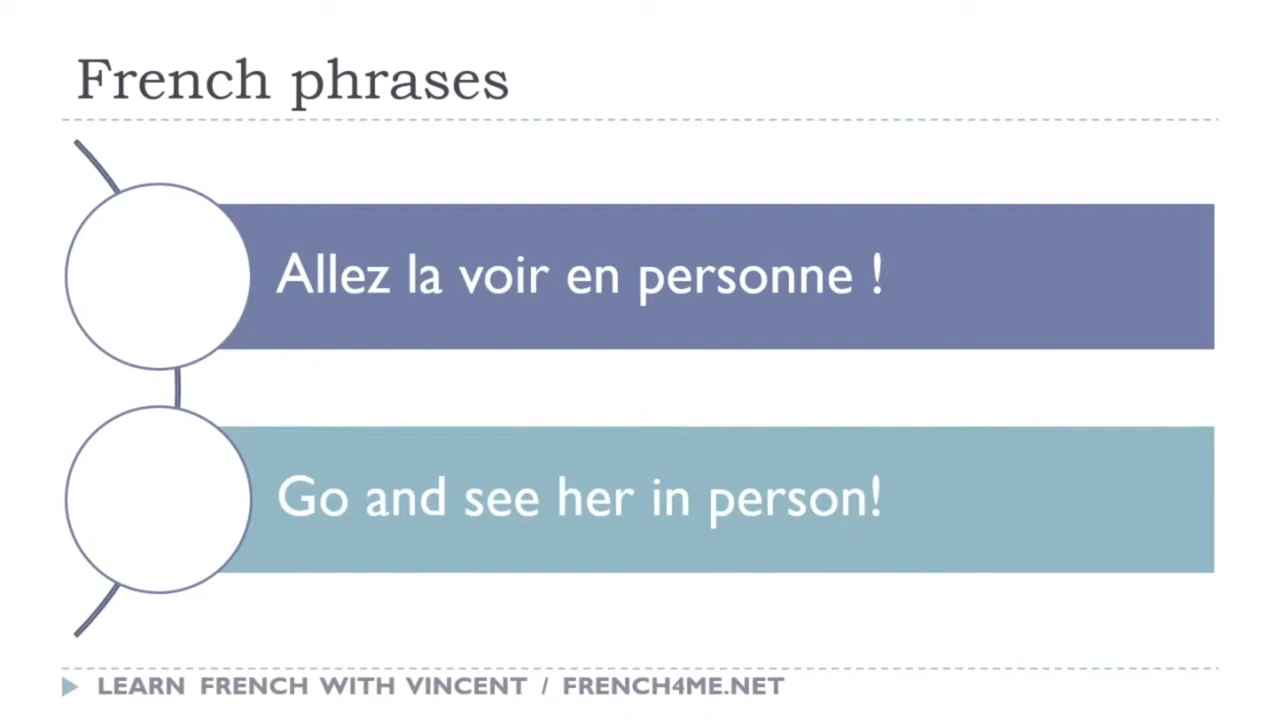 French phrases
Allez la voir en personne !
Go and see her in person!
LEARN FRENCH WITH VINCENT / FRENCH4ME.NET